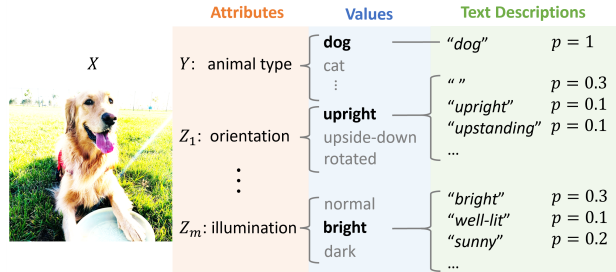 Attributes Values Text Descriptions
X
Y: animal type
dog
cat
⋮
"dog" p = 1
Z₁: orientation
upright
upside-down
rotated
" " p = 0.3
"upright" p = 0.1
"upstanding" p = 0.1
...
⋮
Zₘ: illumination
normal
bright
dark
"bright" p = 0.3
"well-lit" p = 0.1
"sunny" p = 0.2
...